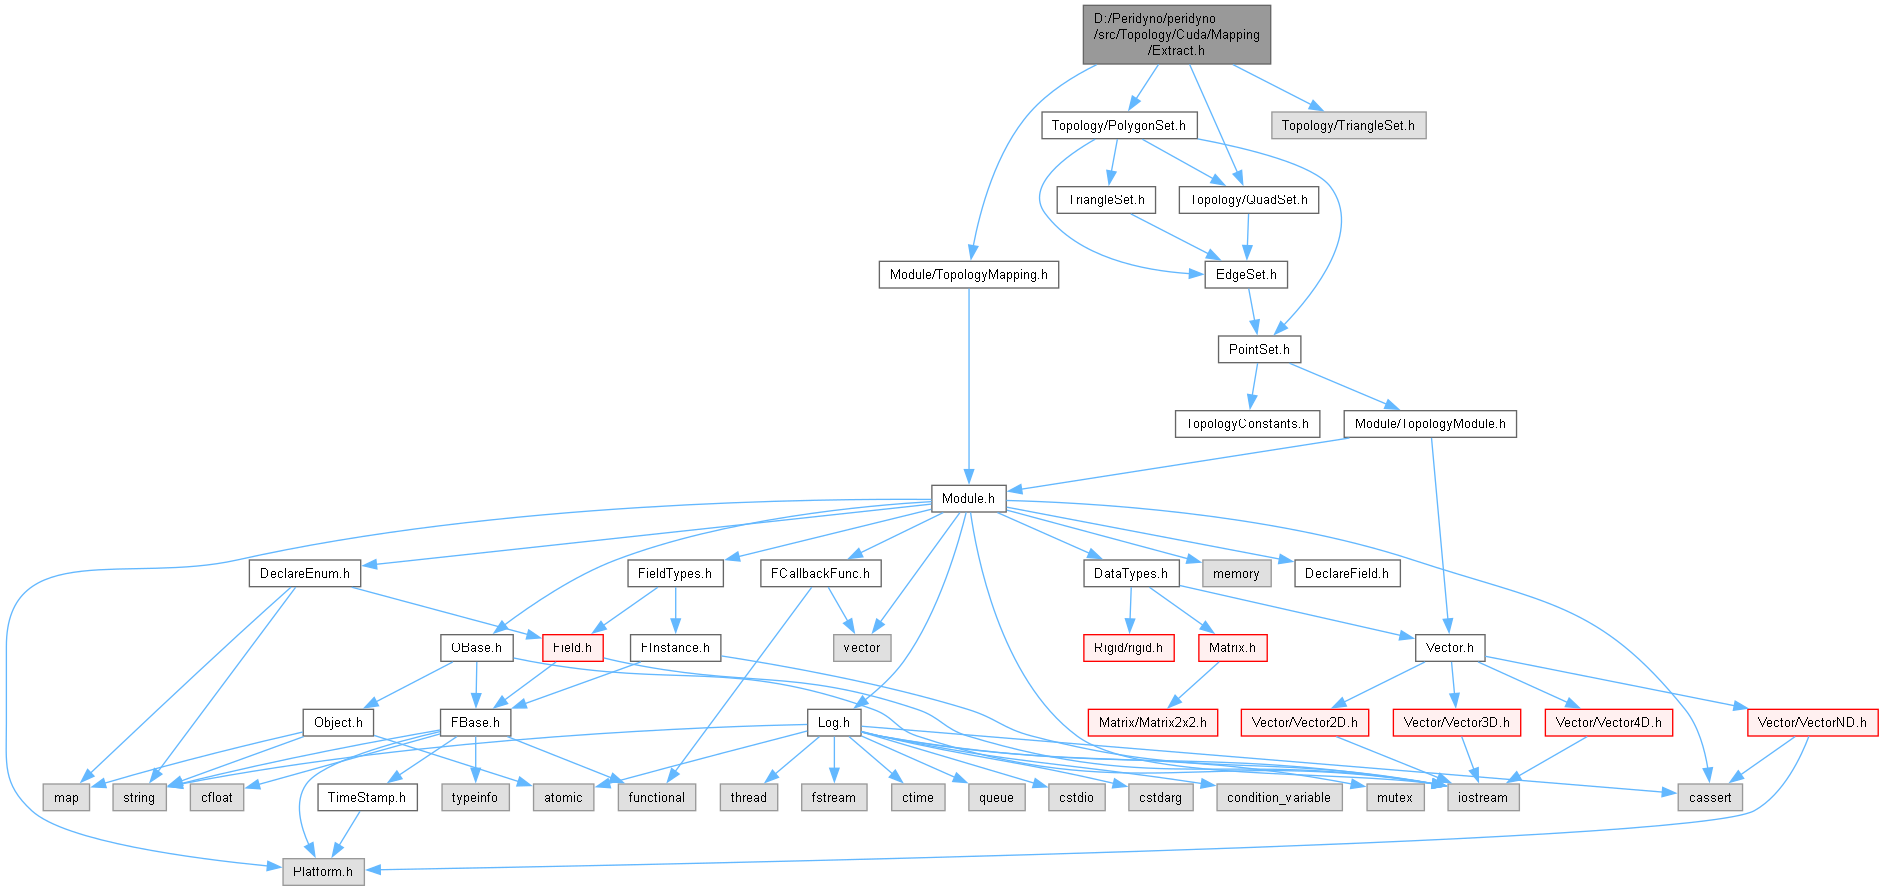 D:/Peridyno/peridyno
/src/Topology/Cuda/Mapping
/Extract.h
Topology/PolygonSet.h
Topology/TriangleSet.h
TriangleSet.h
Topology/QuadSet.h
Module/TopologyMapping.h
EdgeSet.h
PointSet.h
TopologyConstants.h
Module/TopologyModule.h
Module.h
DeclareEnum.h
FieldTypes.h
FCallbackFunc.h
DataTypes.h
memory
DeclareField.h
OBase.h
Field.h
FInstance.h
vector
Rigid/rigid.h
Matrix.h
Vector.h
Object.h
FBase.h
Log.h
Matrix/Matrix2x2.h
Vector/Vector2D.h
Vector/Vector3D.h
Vector/Vector4D.h
Vector/VectorND.h
map
string
cfloat
TimeStamp.h
typeinfo
atomic
functional
thread
fstream
ctime
queue
cstdio
cstdarg
condition_variable
mutex
iostream
cassert
Platform.h